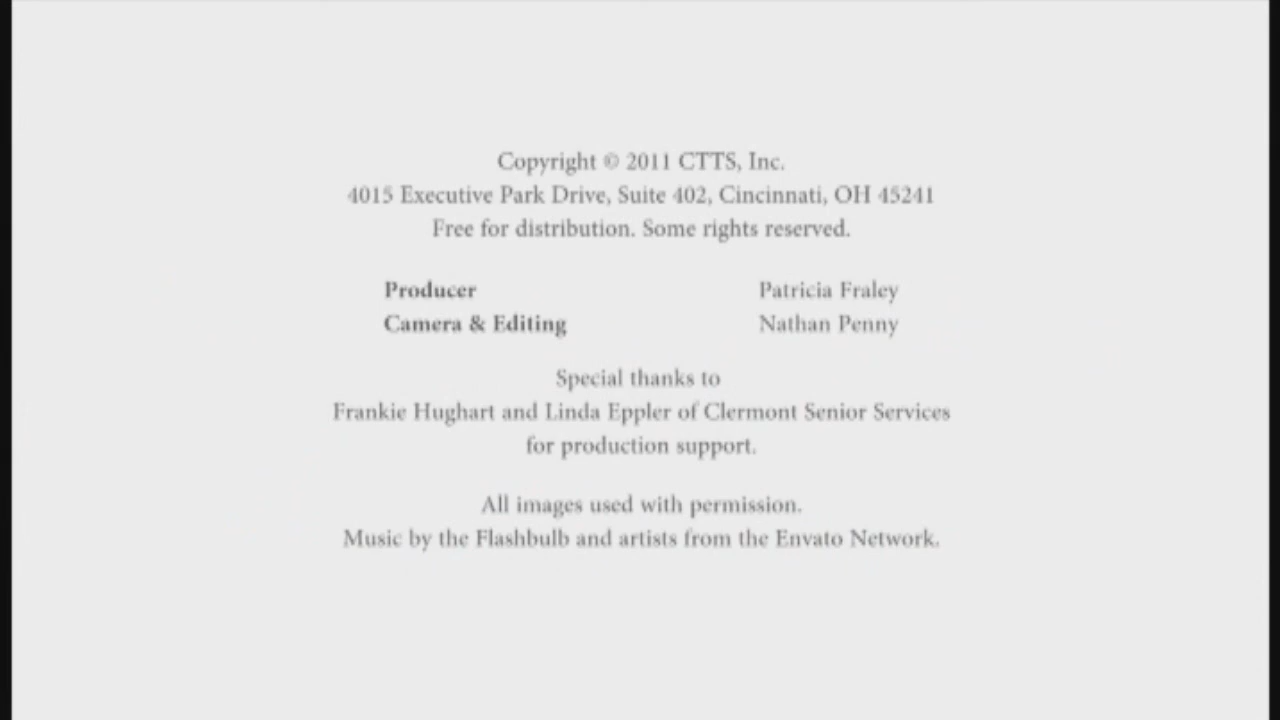 Copyright © 2011 CTTS, Inc.
4015 Executive Park Drive, Suite 402, Cincinnati, OH 45241
Free for distribution. Some rights reserved.
Producer Patricia Fraley
Camera & Editing Nathan Penny
Special thanks to
Frankie Hughart and Linda Eppler of Clermont Senior Services
for production support.
All images used with permission.
Music by the Flashbulb and artists from the Envato Network.